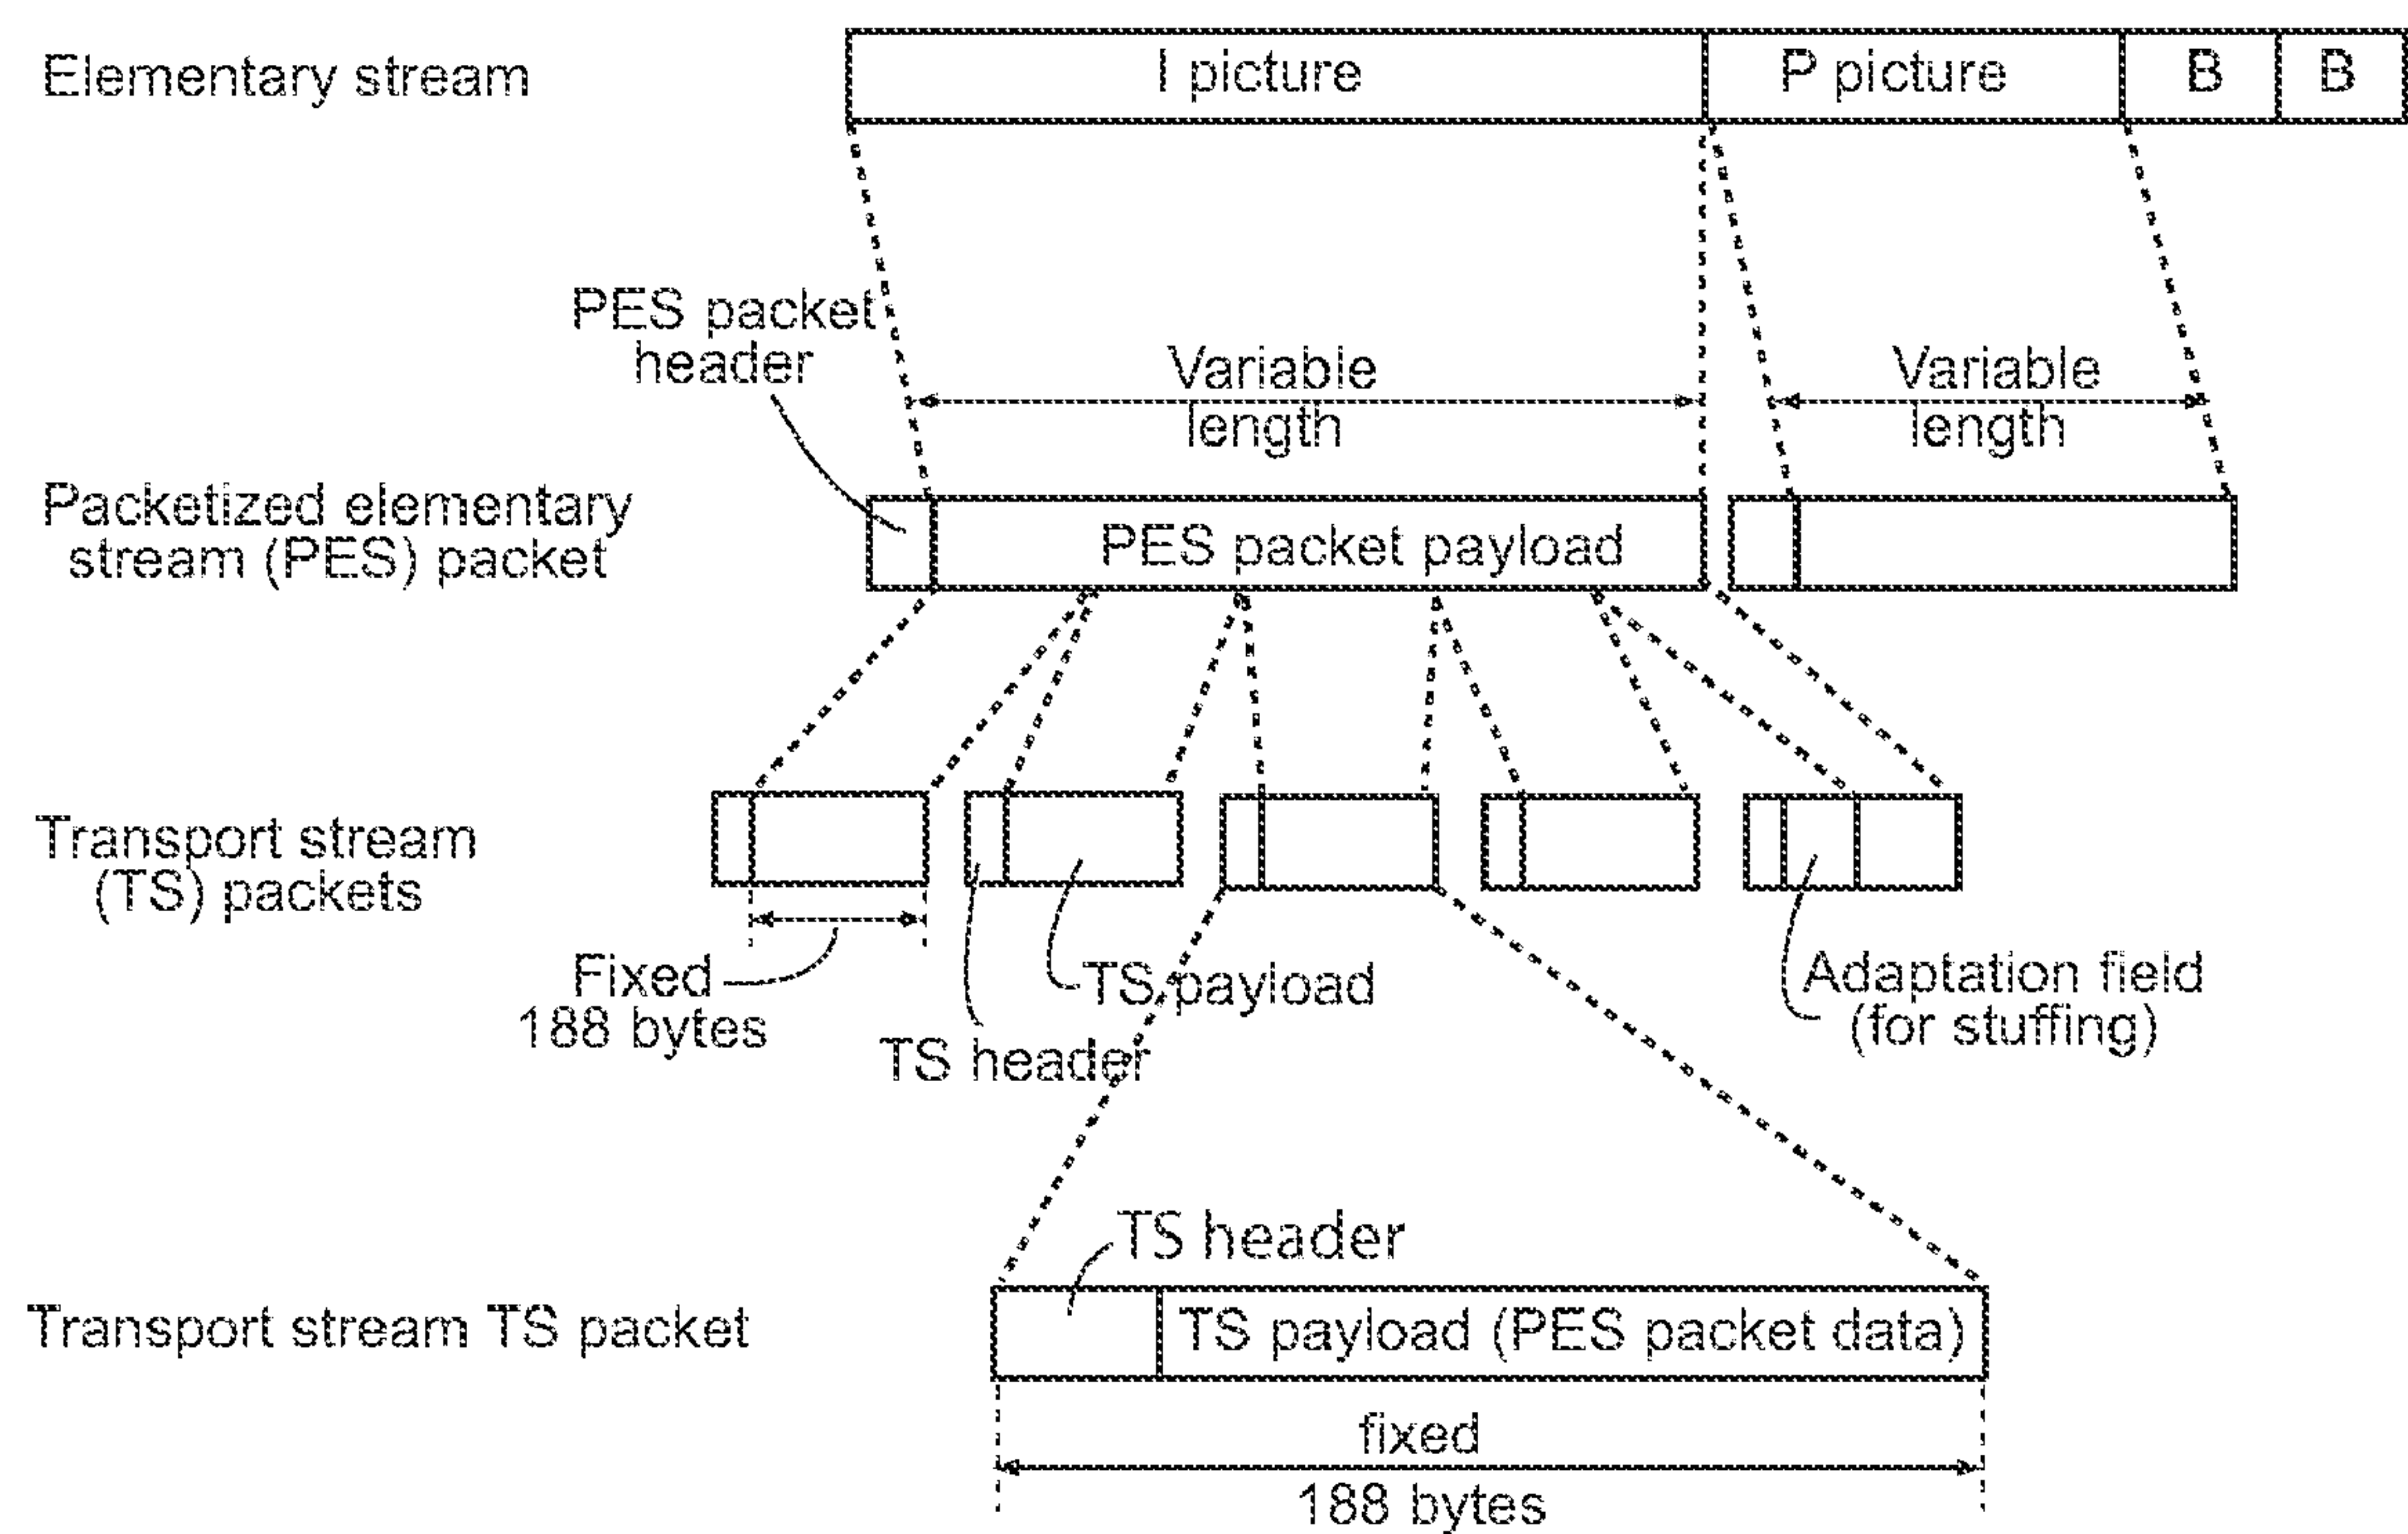 Elementary stream
I picture
P picture
B
B
PES packet
header
Variable
length
Variable
length
Packetized elementary
stream (PES) packet
PES packet payload
Transport stream
(TS) packets
Fixed
188 bytes
TS payload
TS header
Adaptation field
(for stuffing)
TS header
Transport stream TS packet
TS payload (PES packet data)
fixed
188 bytes